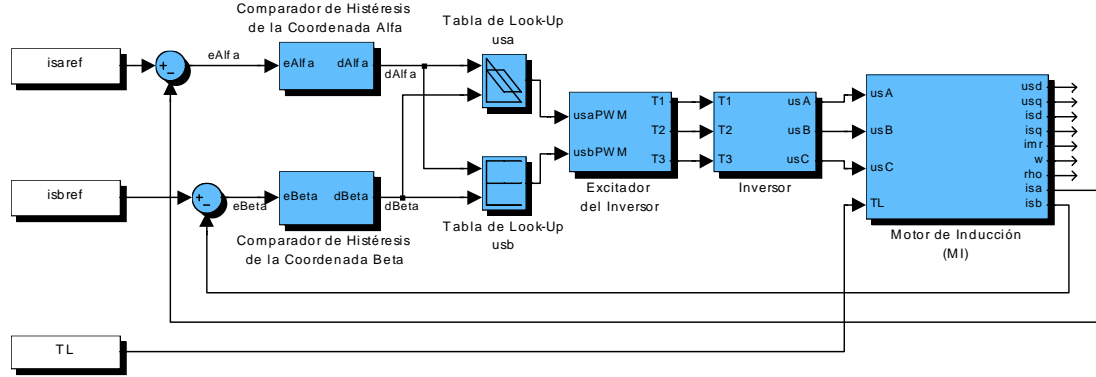 Comparador de Histéresis
de la Coordenada Alfa
Tabla de Look-Up
usa
isaref
+
−
eAlfa
eAlfa
dAlfa
dAlfa
usaPWM
usbPWM
T1
T2
T3
Excitador
del Inversor
T1
T2
T3
usA
usB
usC
Inversor
usA
usB
usC
TL
usd
usq
isd
isq
imr
w
rho
isa
isb
Motor de Inducción
(MI)
isbref
+
−
eBeta
eBeta
dBeta
dBeta
Comparador de Histéresis
de la Coordenada Beta
Tabla de Look-Up
usb
TL